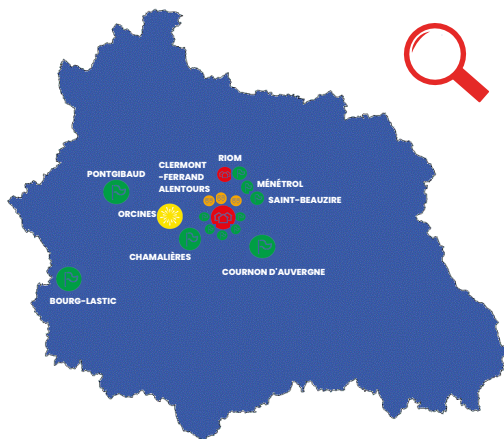 RIOM
CLERMONT
-FERRAND
ALENTOURS
PONTGIBAUD
MÉNÉTROL
SAINT-BEAUZIRE
ORCINES
CHAMALIÈRES
COURNON D'AUVERGNE
BOURG-LASTIC